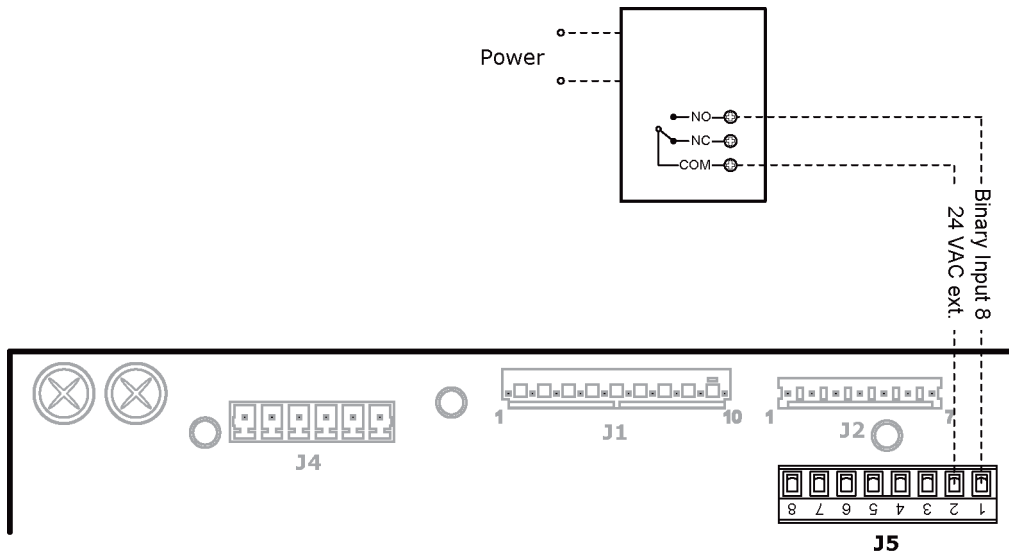 Power
NO
NC
COM
Binary Input 8
24 VAC ext.
1
10
J1
1
7
J2
J4
8 7 6 5 4 3 2 1
J5